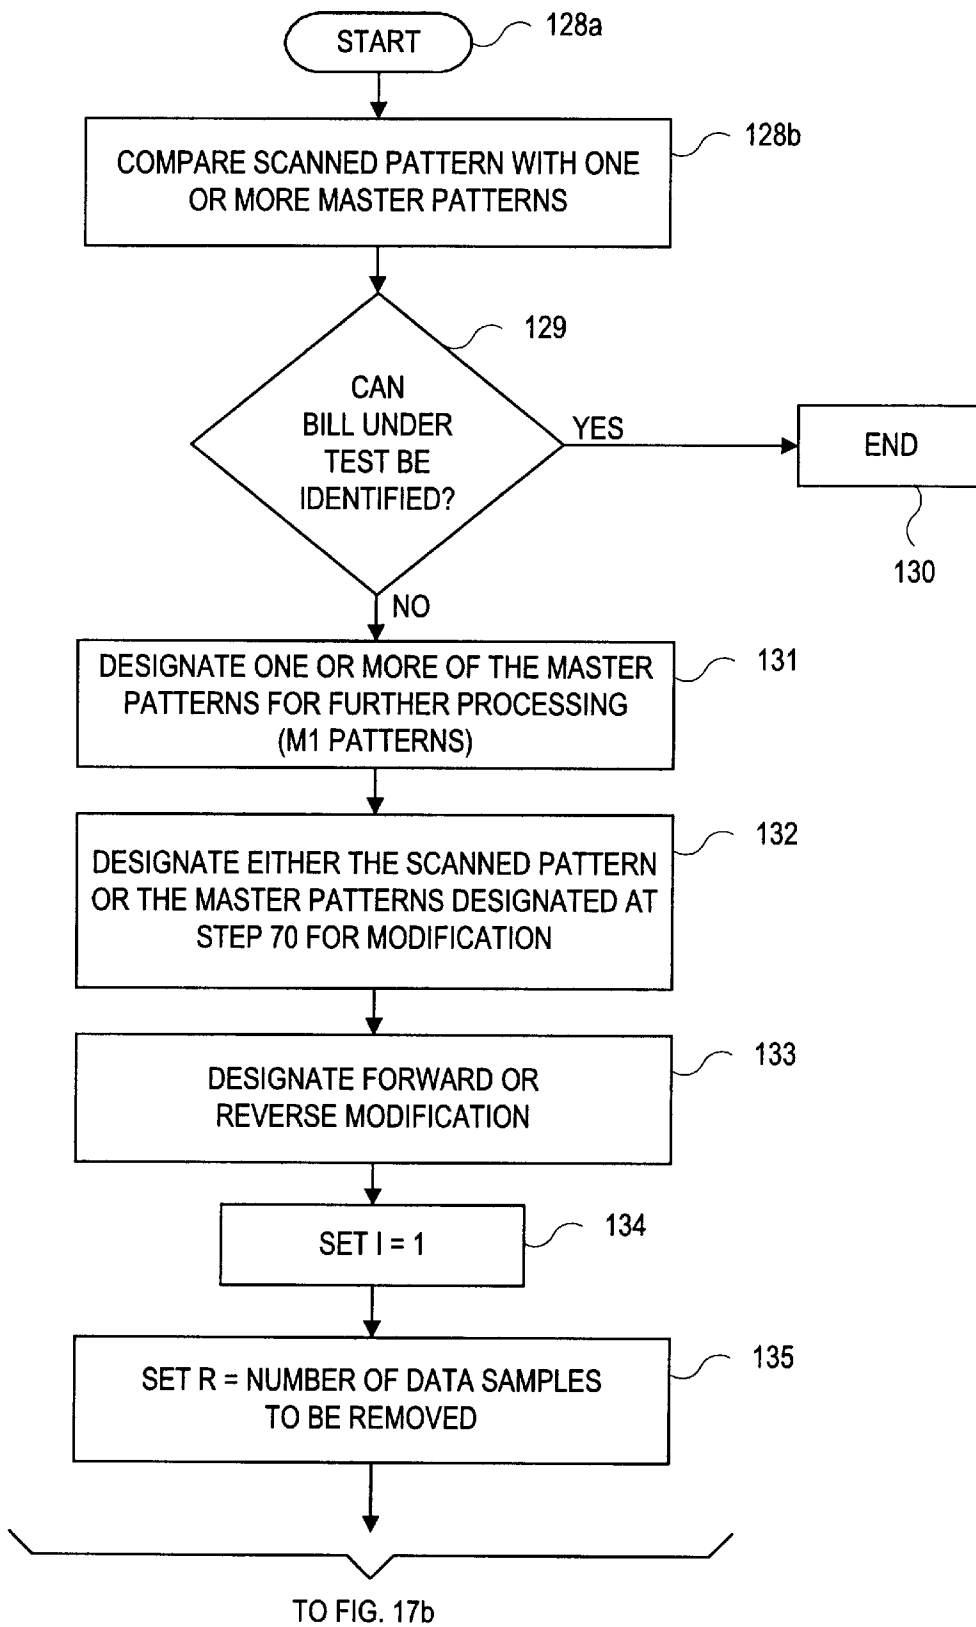 START
128a
COMPARE SCANNED PATTERN WITH ONE
OR MORE MASTER PATTERNS
128b
CAN
BILL UNDER
TEST BE
IDENTIFIED?
129
YES
END
130
NO
DESIGNATE ONE OR MORE OF THE MASTER
PATTERNS FOR FURTHER PROCESSING
(M1 PATTERNS)
131
DESIGNATE EITHER THE SCANNED PATTERN
OR THE MASTER PATTERNS DESIGNATED AT
STEP 70 FOR MODIFICATION
132
DESIGNATE FORWARD OR
REVERSE MODIFICATION
133
SET I = 1
134
SET R = NUMBER OF DATA SAMPLES
TO BE REMOVED
135
TO FIG. 17b